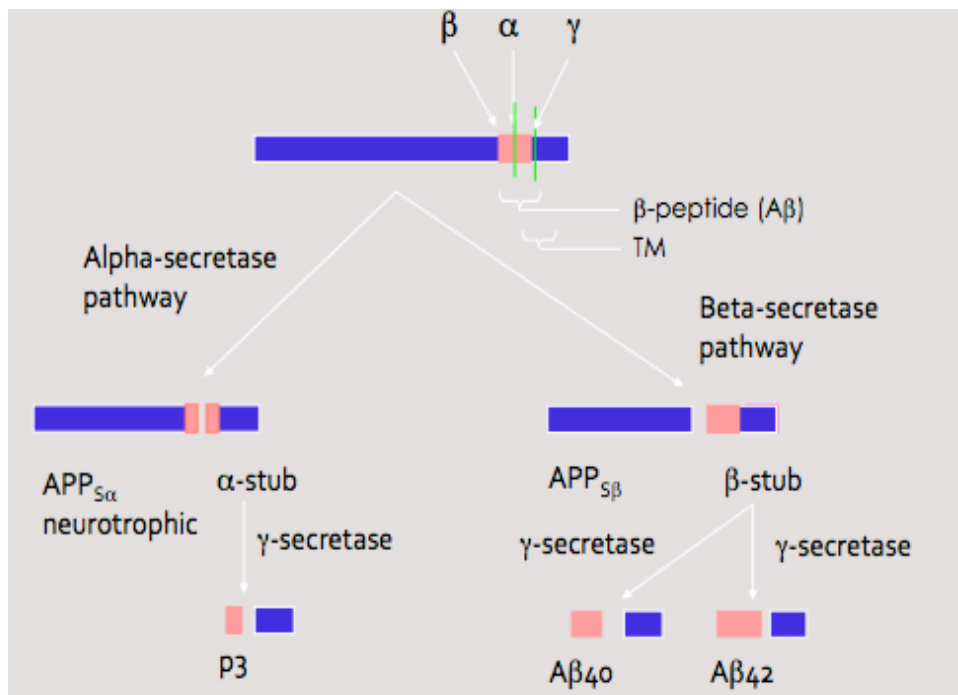 β α γ
β-peptide (Aβ)
TM
Alpha-secretase
pathway
Beta-secretase
pathway
APPSα
neurotrophic
α-stub
APPSβ
β-stub
γ-secretase
γ-secretase
γ-secretase
P3
Aβ40
Aβ42